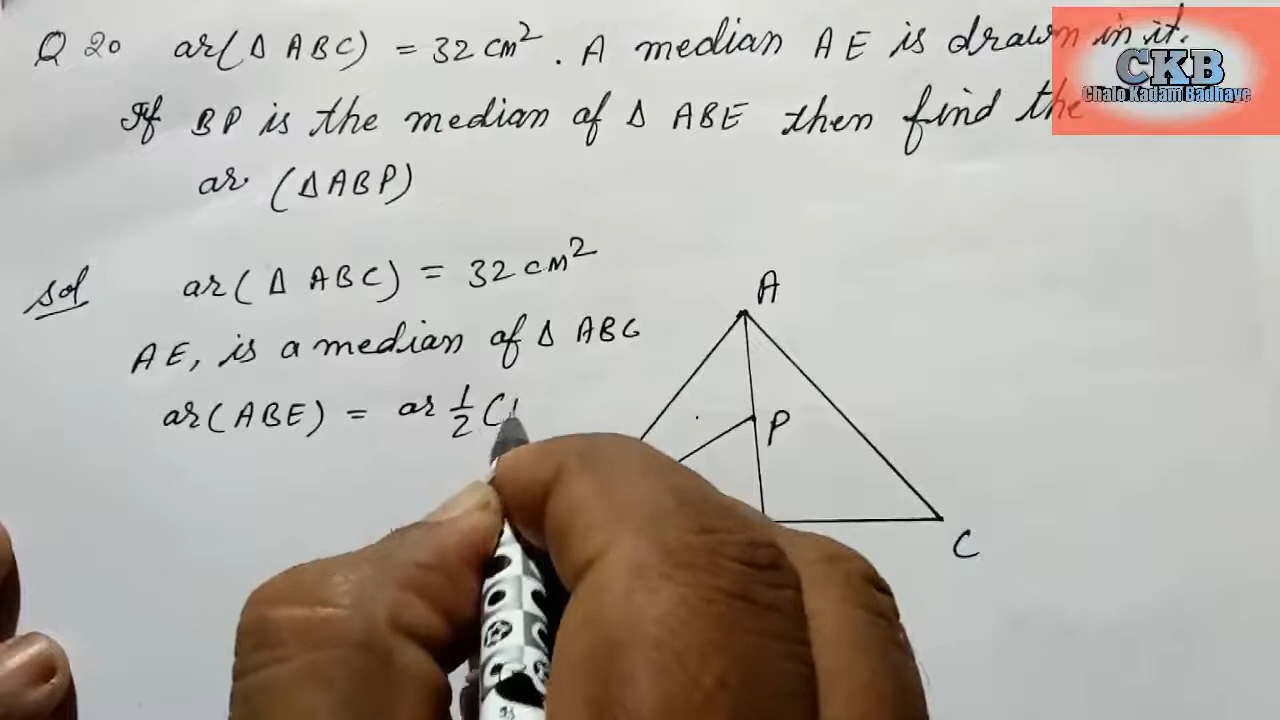 Q 20 ar(Δ ABC) = 32 cm². A median AE is drawn in it.
CKB
Chalo Kadam Badhaye
If BP is the median of Δ ABE then find the
ar (ΔABP)
sol ar(Δ ABC) = 32 cm²
AE, is a median of Δ ABC
ar(ABE) = ar 1/2 (
A
P
C